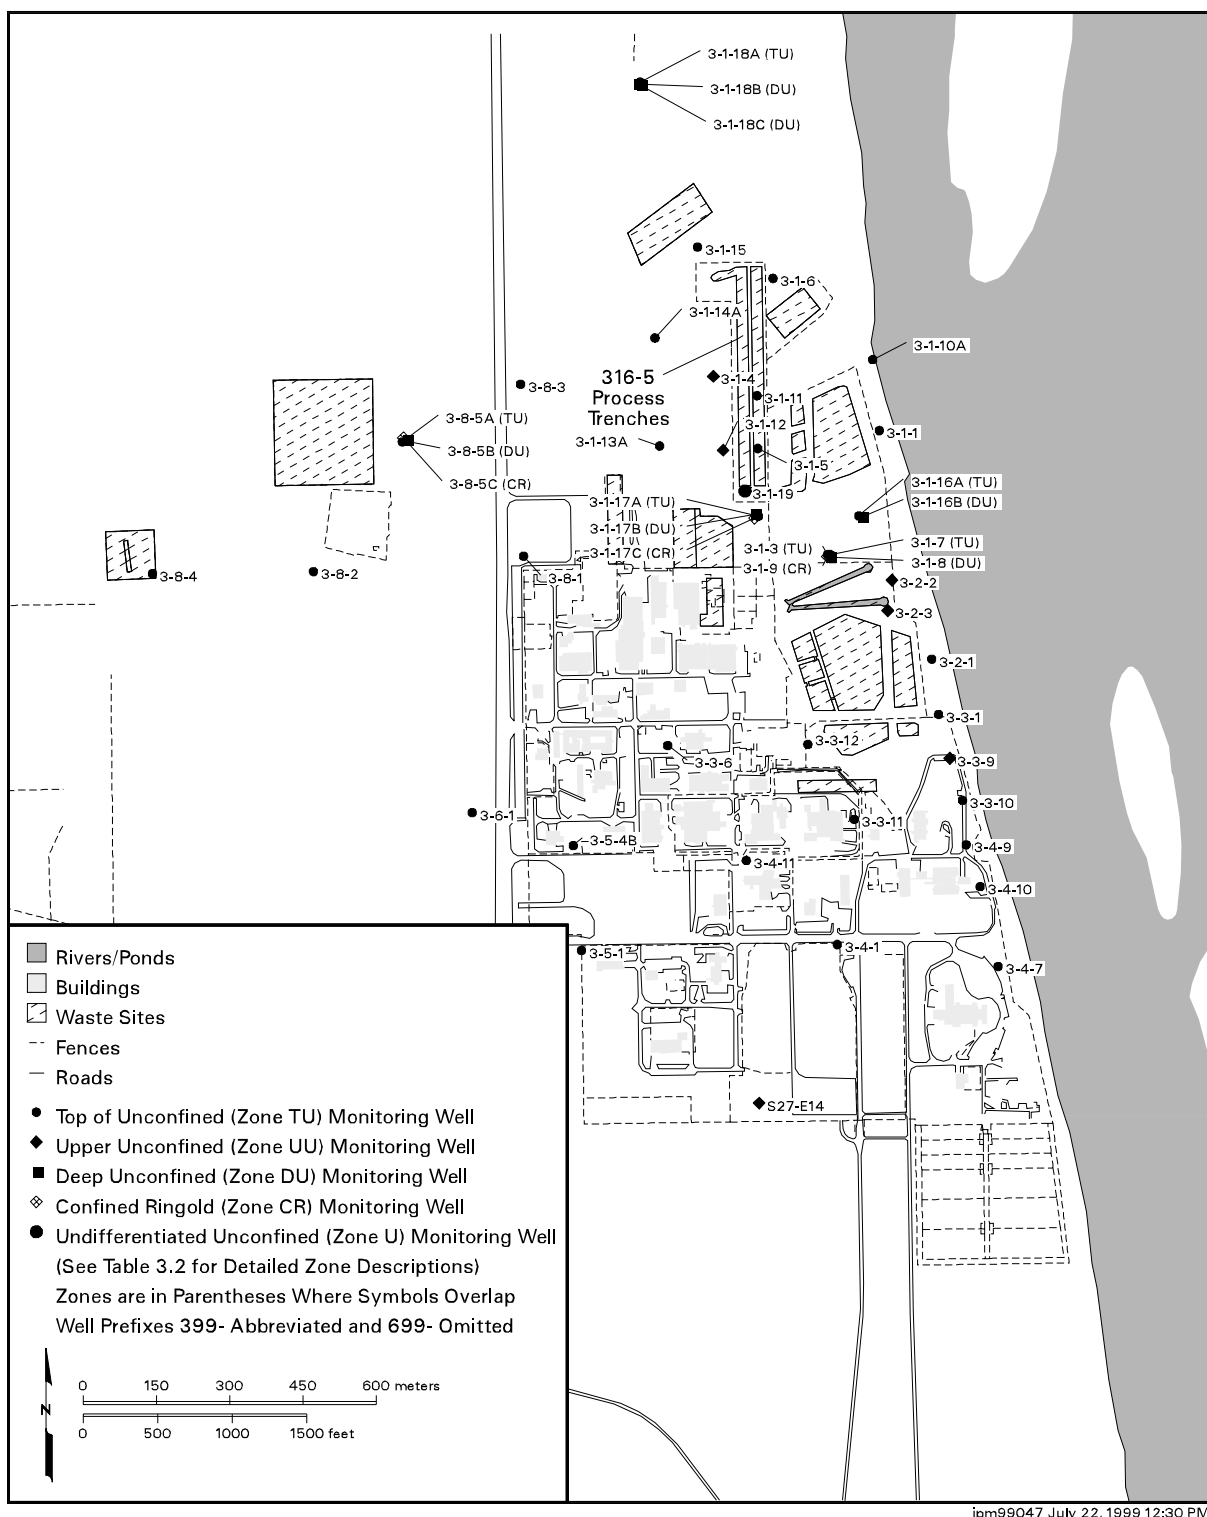 3-1-18A (TU)
3-1-18B (DU)
3-1-18C (DU)
3-1-15
3-1-6
3-1-14A
3-1-10A
316-5
Process
Trenches
3-1-4
3-8-3
3-1-11
3-8-5A (TU)
3-1-12
3-1-1
3-1-13A
3-8-5B (DU)
3-1-5
3-8-5C (CR)
3-1-16A (TU)
3-1-19
3-1-17A (TU)
3-1-16B (DU)
3-1-17B (DU)
3-1-7 (TU)
3-1-3 (TU)
3-1-17C (CR)
3-1-8 (DU)
3-1-9 (CR)
3-8-4
3-8-2
3-8-1
3-2-2
3-2-3
3-2-1
3-3-1
3-3-12
3-3-6
3-3-9
3-3-10
3-6-1
3-3-11
3-5-4B
3-4-9
3-4-11
3-4-10
3-4-1
3-5-1
3-4-7
S27-E14
Rivers/Ponds
Buildings
Waste Sites
Fences
Roads
Top of Unconfined (Zone TU) Monitoring Well
Upper Unconfined (Zone UU) Monitoring Well
Deep Unconfined (Zone DU) Monitoring Well
Confined Ringold (Zone CR) Monitoring Well
Undifferentiated Unconfined (Zone U) Monitoring Well
(See Table 3.2 for Detailed Zone Descriptions)
Zones are in Parentheses Where Symbols Overlap
Well Prefixes 399- Abbreviated and 699- Omitted
N
0 150 300 450 600 meters
0 500 1000 1500 feet
jpm99047 July 22, 1999 12:30 PM